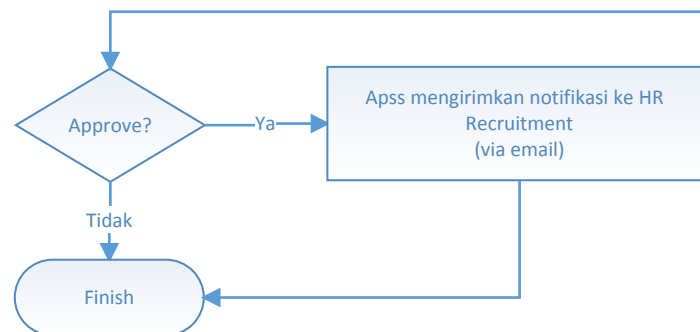 Approve?
Ya
Apss mengirimkan notifikasi ke HR
Recruitment
(via email)
Tidak
Finish